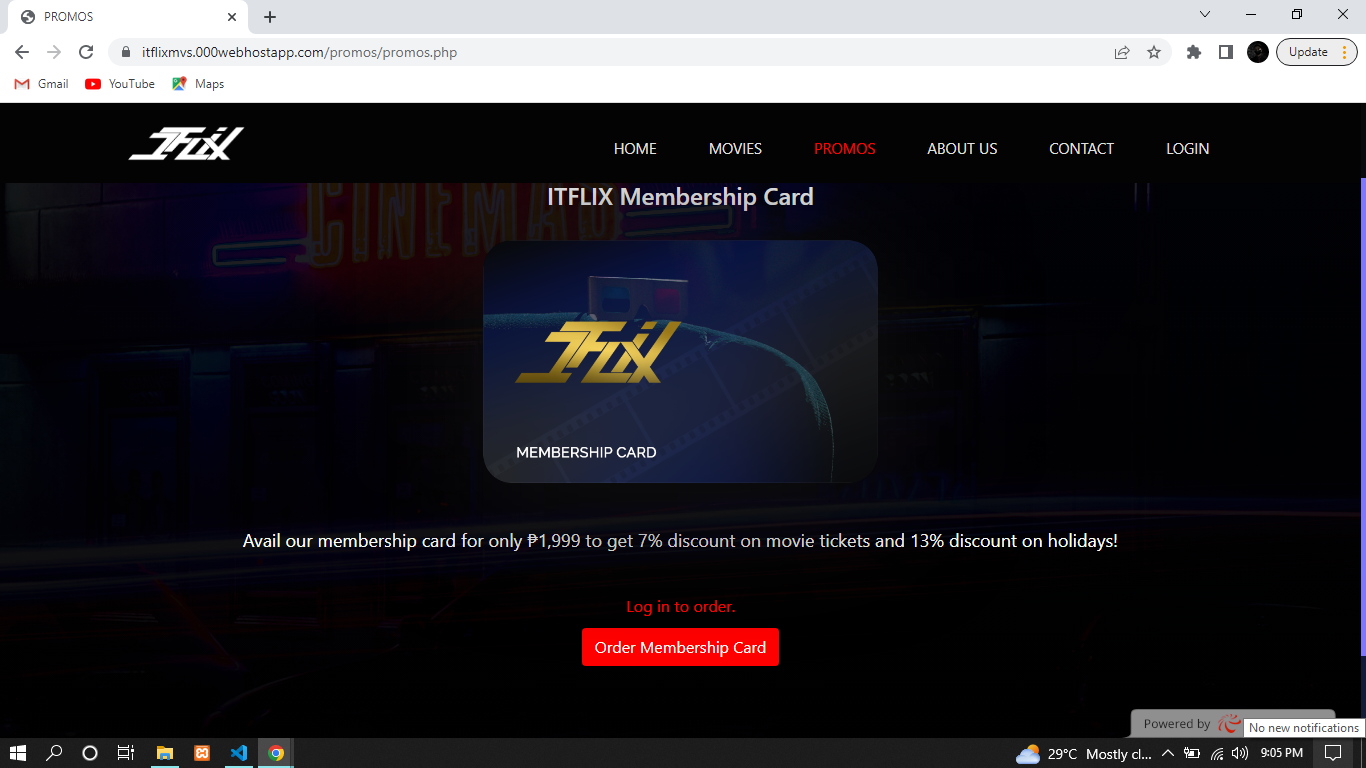 PROMOS
itflixmvs.000webhostapp.com/promos/promos.php
Update
Gmail
YouTube
Maps
ITFLIX
HOME
MOVIES
PROMOS
ABOUT US
CONTACT
LOGIN
CINEMAS
ITFLIX Membership Card
ITFLIX
MEMBERSHIP CARD
Avail our membership card for only ₱1,999 to get 7% discount on movie tickets and 13% discount on holidays!
Log in to order.
Order Membership Card
Powered by
No new notifications
29°C Mostly cl...
9:05 PM